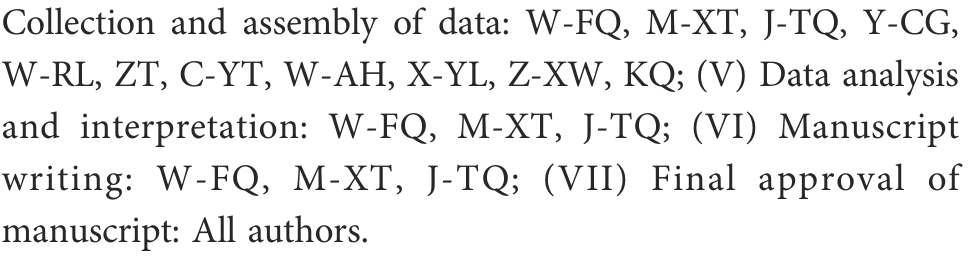 Collection and assembly of data: W-FQ, M-XT, J-TQ, Y-CG,
W-RL, ZT, C-YT, W-AH, X-YL, Z-XW, KQ; (V) Data analysis
and interpretation: W-FQ, M-XT, J-TQ; (VI) Manuscript
writing: W-FQ, M-XT, J-TQ; (VII) Final approval of
manuscript: All authors.